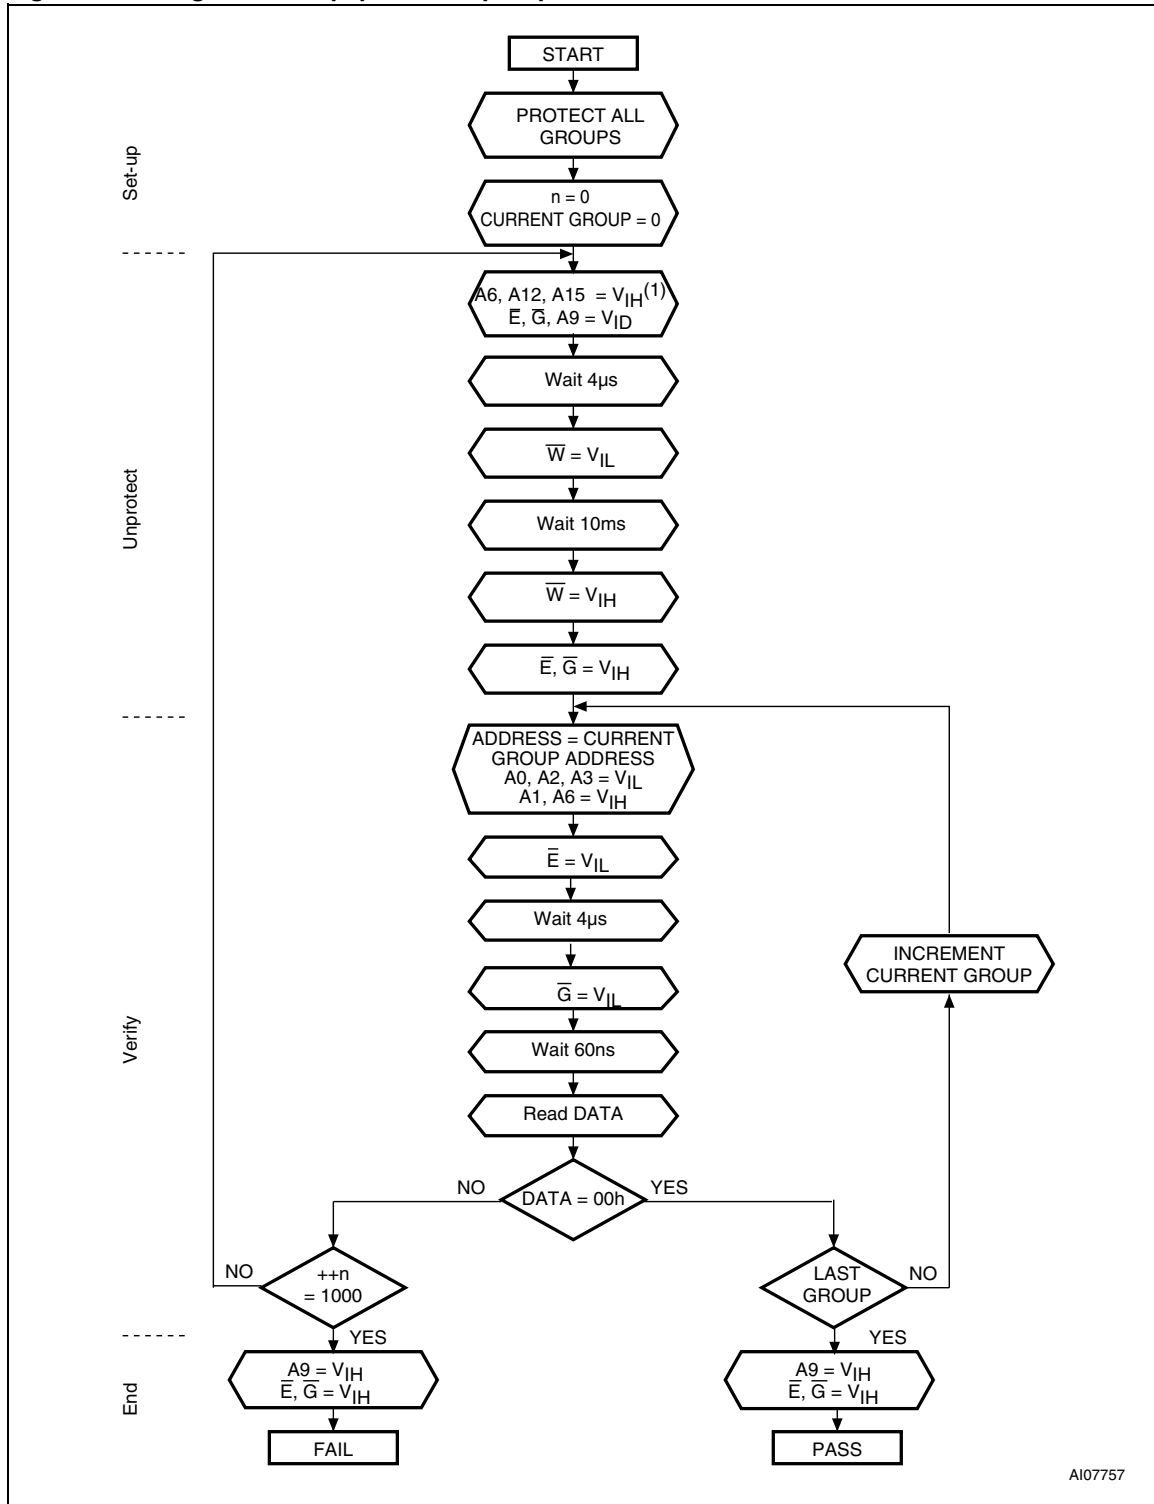 START
PROTECT ALL
GROUPS
Set-up
n = 0
CURRENT GROUP = 0
A6, A12, A15 = VIH(1)
E̅, G̅, A9 = VID
Wait 4µs
W̅ = VIL
Unprotect
Wait 10ms
W̅ = VIH
E̅, G̅ = VIH
ADDRESS = CURRENT
GROUP ADDRESS
A0, A2, A3 = VIL
A1, A6 = VIH
E̅ = VIL
Wait 4µs
INCREMENT
CURRENT GROUP
G̅ = VIL
Verify
Wait 60ns
Read DATA
NO
DATA = 00h
YES
NO
++n
= 1000
LAST
GROUP
NO
YES
YES
End
A9 = VIH
E̅, G̅ = VIH
A9 = VIH
E̅, G̅ = VIH
FAIL
PASS
AI07757